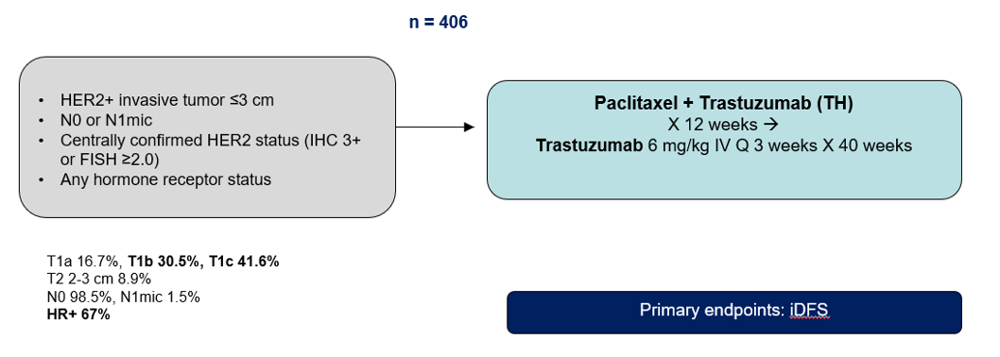 n = 406
• HER2+ invasive tumor ≤3 cm
• N0 or N1mic
• Centrally confirmed HER2 status (IHC 3+
or FISH ≥2.0)
• Any hormone receptor status
Paclitaxel + Trastuzumab (TH)
X 12 weeks →
Trastuzumab 6 mg/kg IV Q 3 weeks X 40 weeks
T1a 16.7%, T1b 30.5%, T1c 41.6%
T2 2-3 cm 8.9%
N0 98.5%, N1mic 1.5%
HR+ 67%
Primary endpoints: iDFS